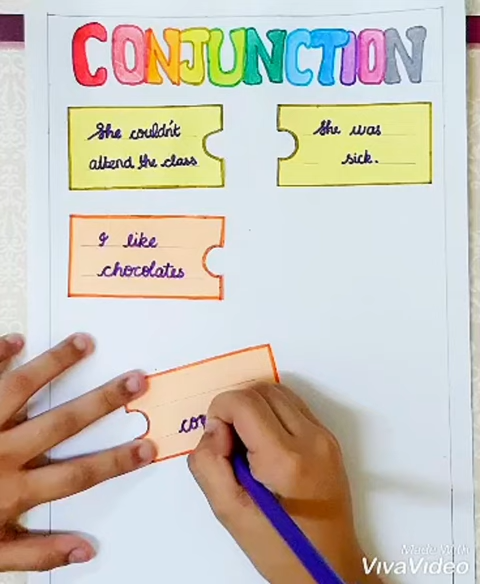 CONJUNCTION
She couldn't
attend the class
She was
sick.
I like
chocolates
Made With
VivaVideo